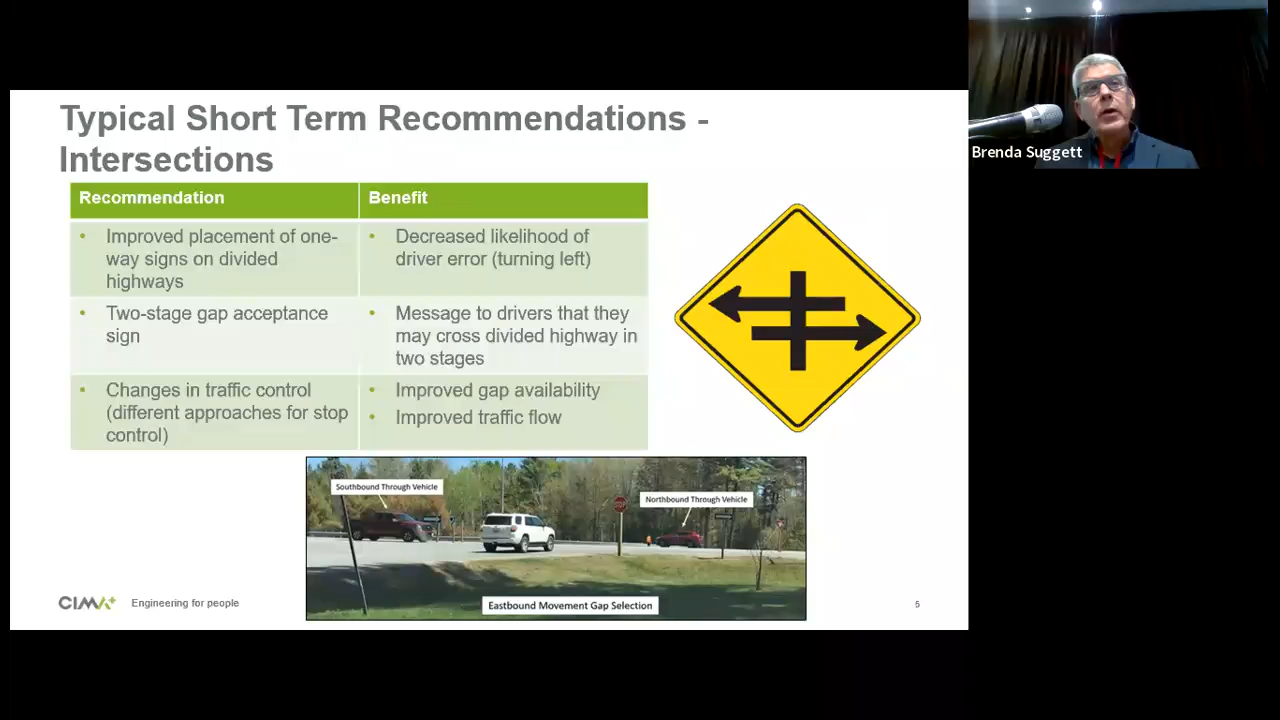 Typical Short Term Recommendations -
Intersections
Recommendation
Benefit
• Improved placement of one-
way signs on divided
highways
• Decreased likelihood of
driver error (turning left)
• Two-stage gap acceptance
sign
• Message to drivers that they
may cross divided highway in
two stages
• Changes in traffic control
(different approaches for stop
control)
• Improved gap availability
• Improved traffic flow
Southbound Through Vehicle
Northbound Through Vehicle
Eastbound Movement Gap Selection
CIMA+
Engineering for people
5
Brenda Suggett